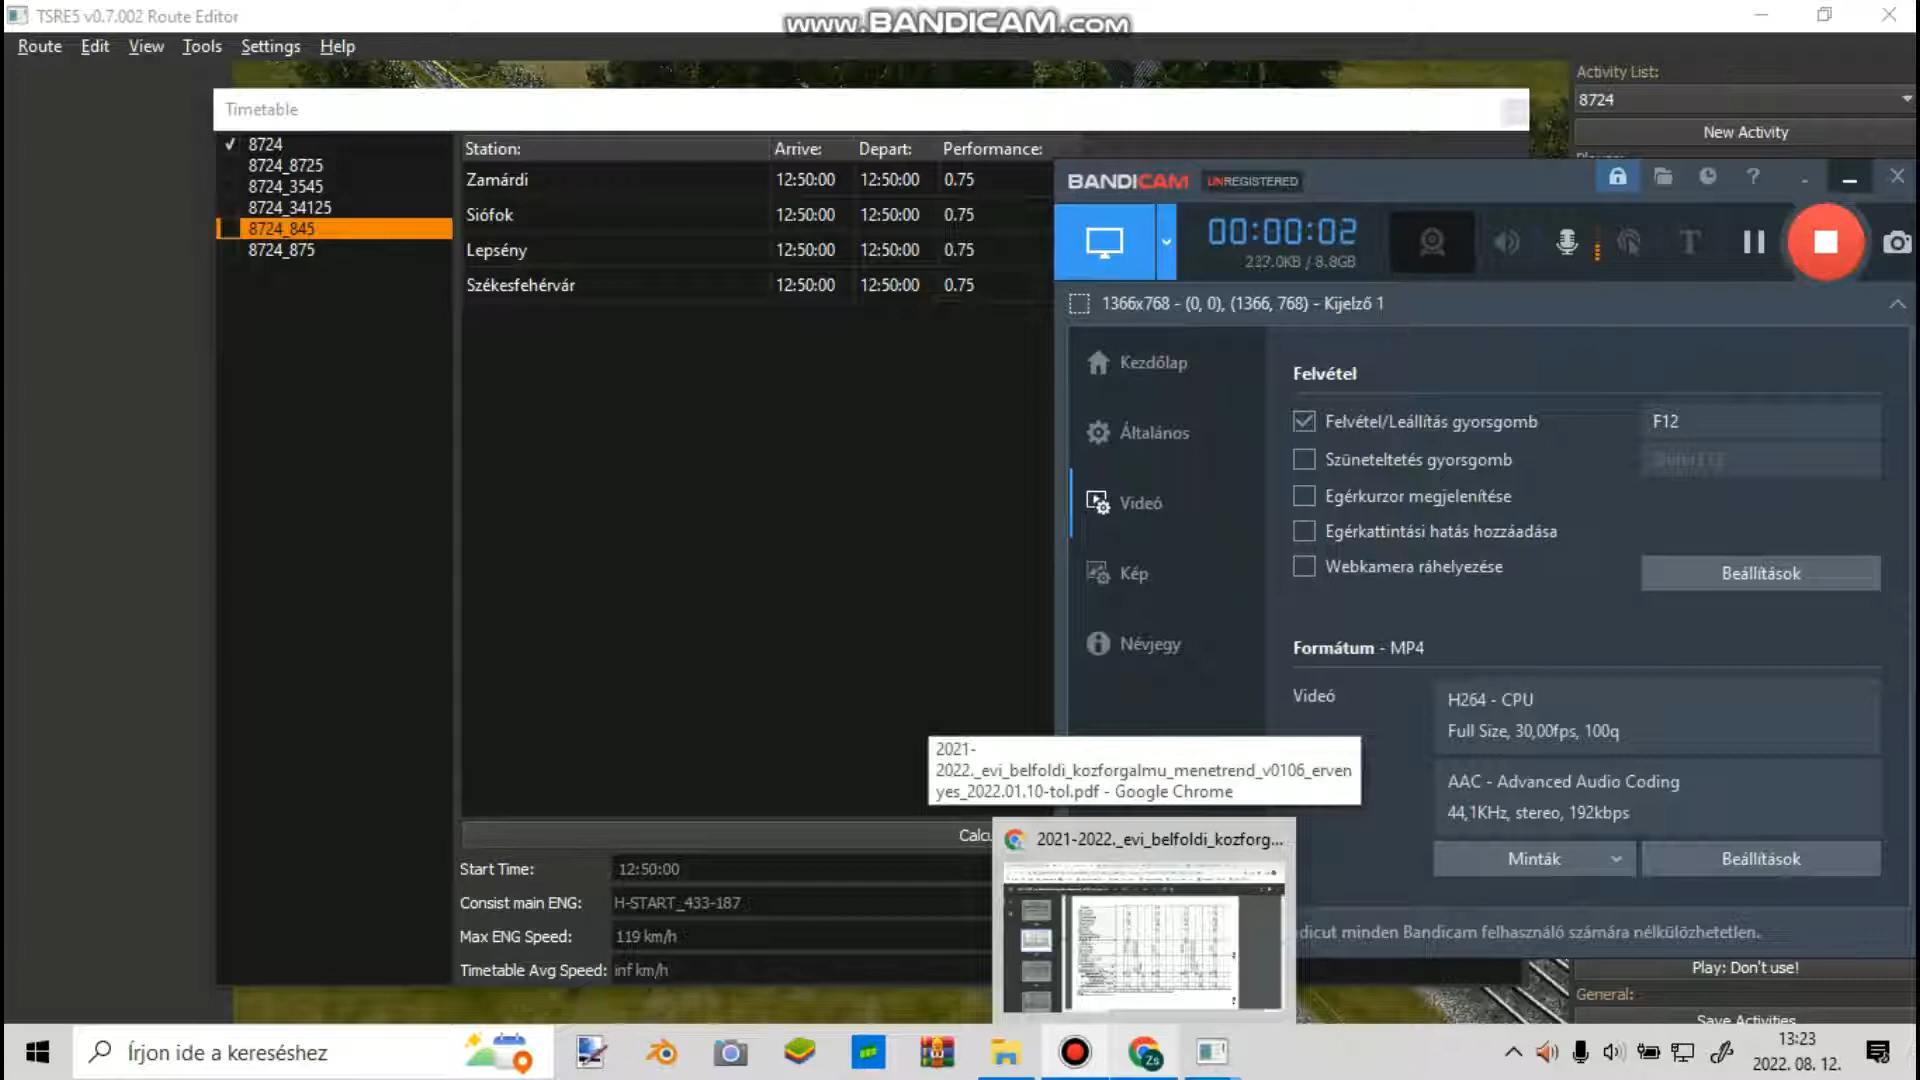 TSRE5 v0.7.002 Route Editor
www.BANDICAM.com
Route Edit View Tools Settings Help
Activity List:
8724
New Activity
Timetable
8724
8724_8725
8724_3545
8724_34125
8724_845
8724_875
Station: Arrive: Depart: Performance:
Zamárdi 12:50:00 12:50:00 0.75
Siófok 12:50:00 12:50:00 0.75
Lepsény 12:50:00 12:50:00 0.75
Székesfehérvár 12:50:00 12:50:00 0.75
Start Time: 12:50:00
Consist main ENG: H-START_433-187
Max ENG Speed: 119 km/h
Timetable Avg Speed: inf km/h
BANDICAM UNREGISTERED
00:00:02
237.0KB / 8.8GB
1366x768 - (0, 0), (1366, 768) - Kijelző 1
Kezdőlap
Általános
Videó
Kép
Névjegy
Felvétel
Felvétel/Leállítás gyorsgomb F12
Szüneteltetés gyorsgomb
Egérkurzor megjelenítése
Egérkattintási hatás hozzáadása
Webkamera ráhelyezése
Beállítások
Formátum - MP4
Videó
H264 - CPU
Full Size, 30,00fps, 100q
AAC - Advanced Audio Coding
44,1KHz, stereo, 192kbps
Minták Beállítások
minden Bandicam felhasználó számára nélkülözhetetlen.
2021-
2022._evi_belfoldi_kozforgalmu_menetrend_v0106_erven
yes_2022.01.10-tol.pdf - Google Chrome
2021-2022._evi_belfoldi_kozforg...
Play: Don't use!
General:
Save Activities
Írjon ide a kereséshez
Zs
13:23
2022. 08. 12.